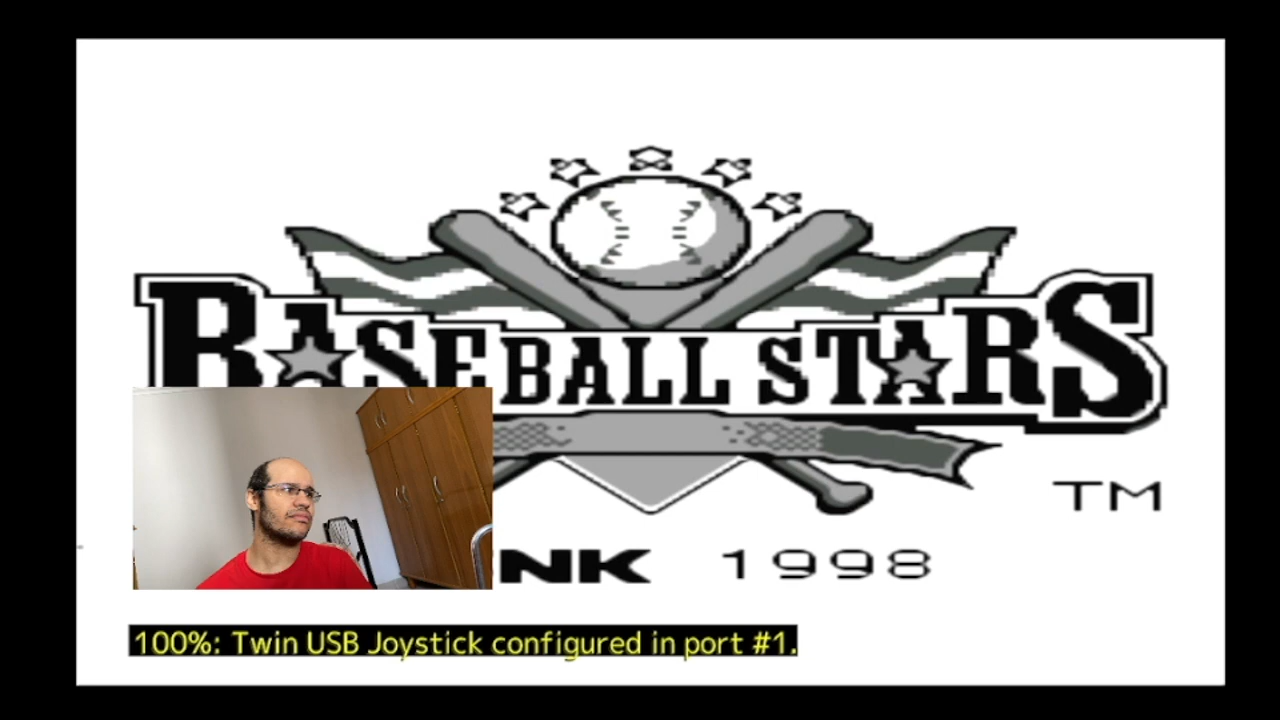 BASEBALL STARS
TM
NK 1998
100%: Twin USB Joystick configured in port #1.